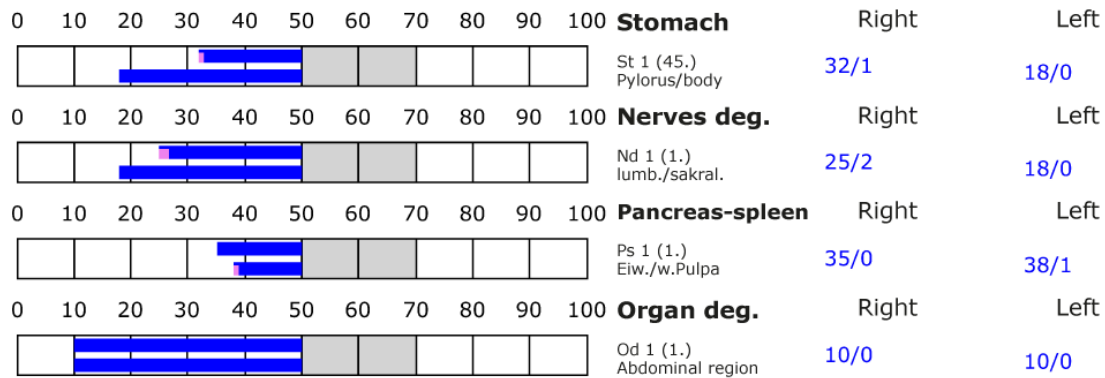 0 10 20 30 40 50 60 70 80 90 100 Stomach Right Left
St 1 (45.)
Pylorus/body
32/1 18/0
0 10 20 30 40 50 60 70 80 90 100 Nerves deg. Right Left
Nd 1 (1.)
lumb./sakral.
25/2 18/0
0 10 20 30 40 50 60 70 80 90 100 Pancreas-spleen Right Left
Ps 1 (1.)
Eiw./w.Pulpa
35/0 38/1
0 10 20 30 40 50 60 70 80 90 100 Organ deg. Right Left
Od 1 (1.)
Abdominal region
10/0 10/0